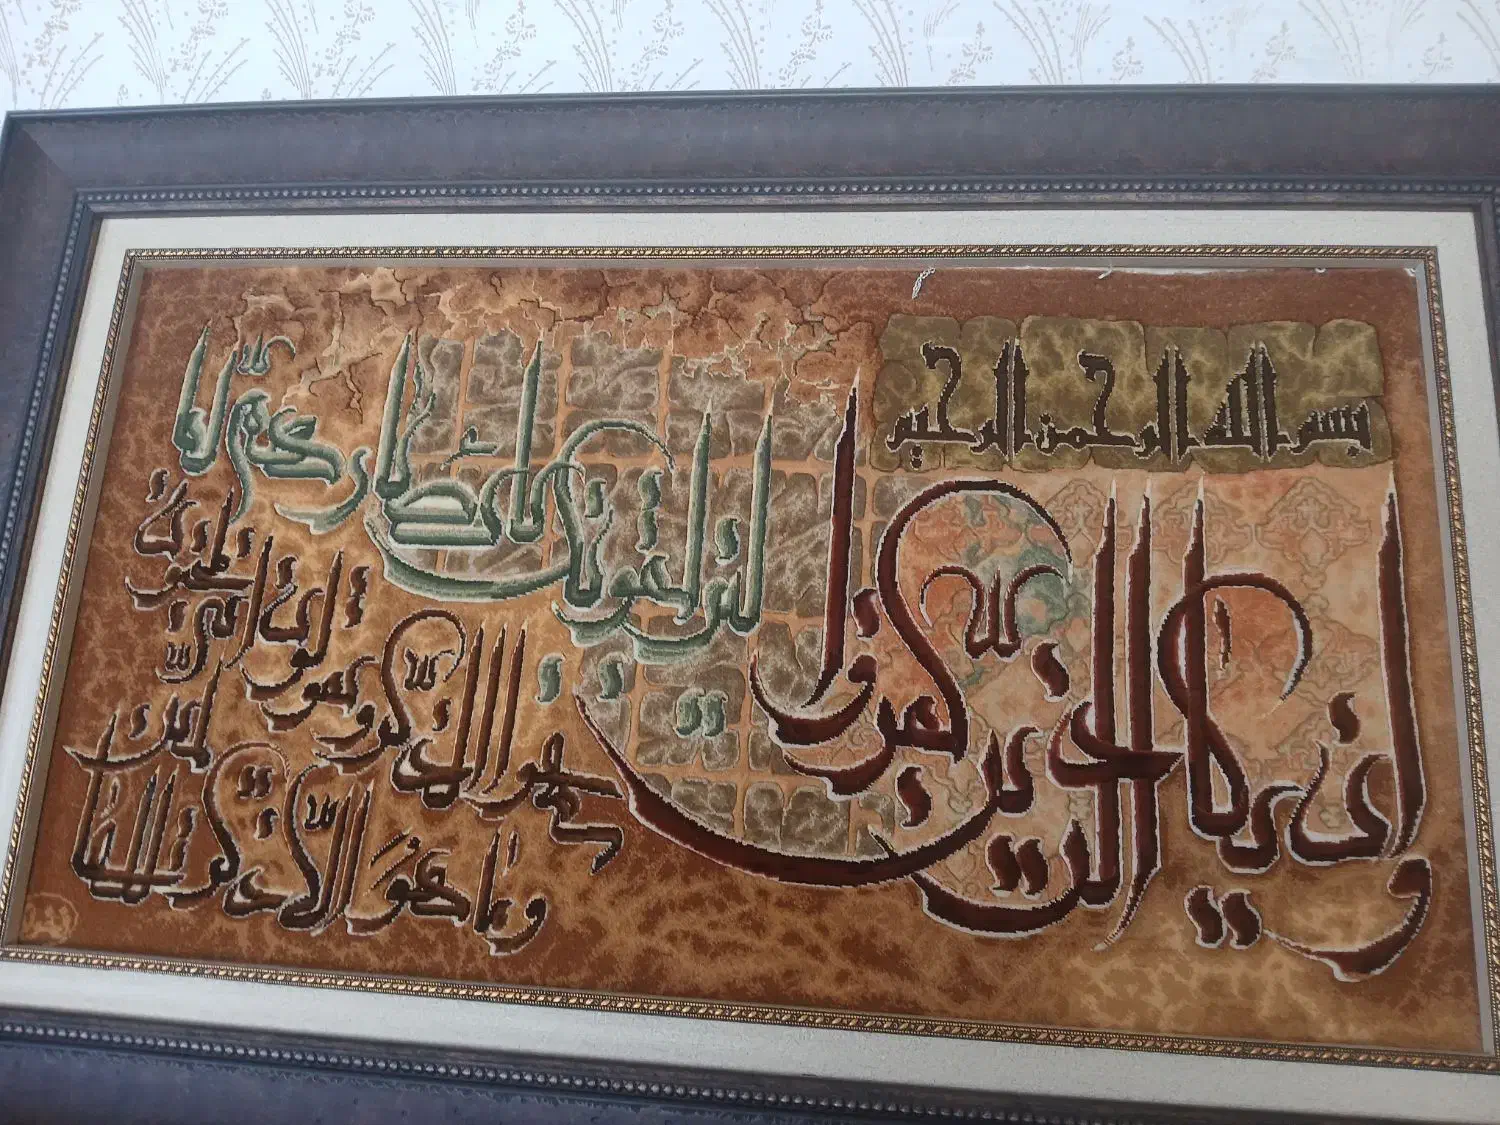 بسم الله الرحمن الرحيم
وان يكاد الذين كفروا
ليزلقونك بابصارهم لما
سمعوا الذكر ويقولون انه لمجنون
وما هو الا ذكر للعالمين